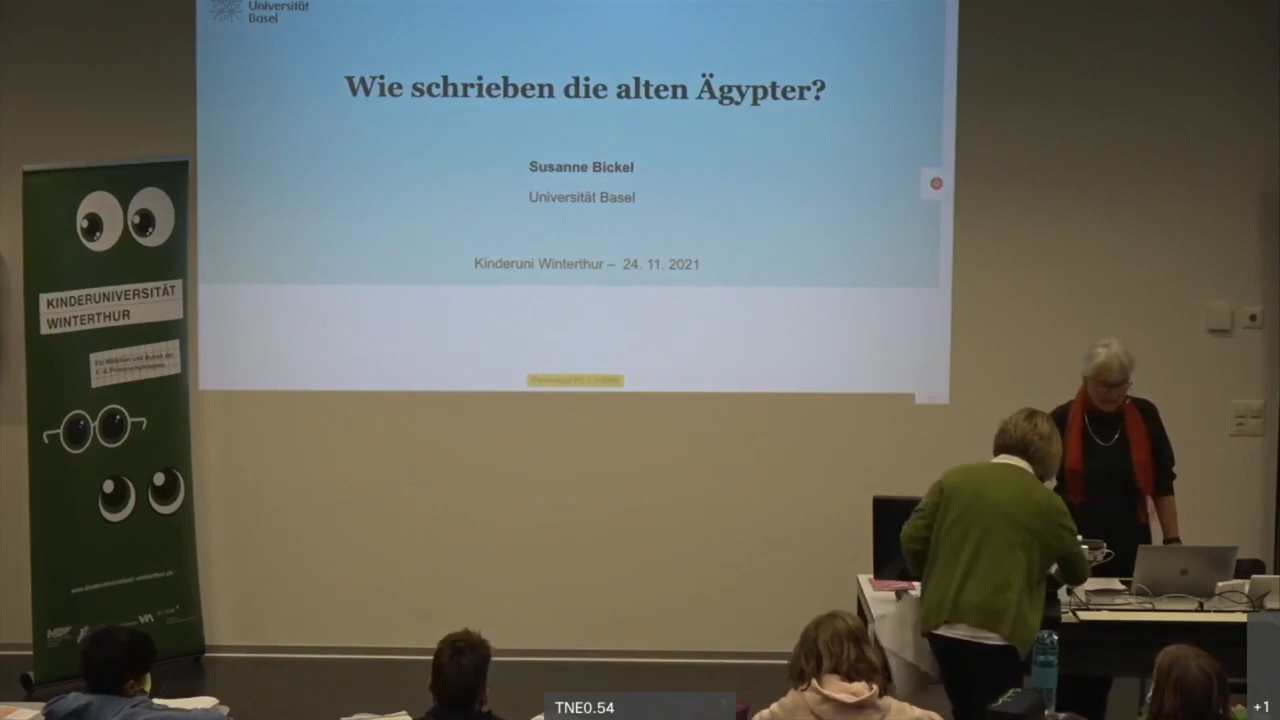 Universität
Basel
Wie schrieben die alten Ägypter?
Susanne Bickel
Universität Basel
Kinderuni Winterthur – 24. 11. 2021
KINDERUNIVERSITÄT
WINTERTHUR
TNE0.54
+1